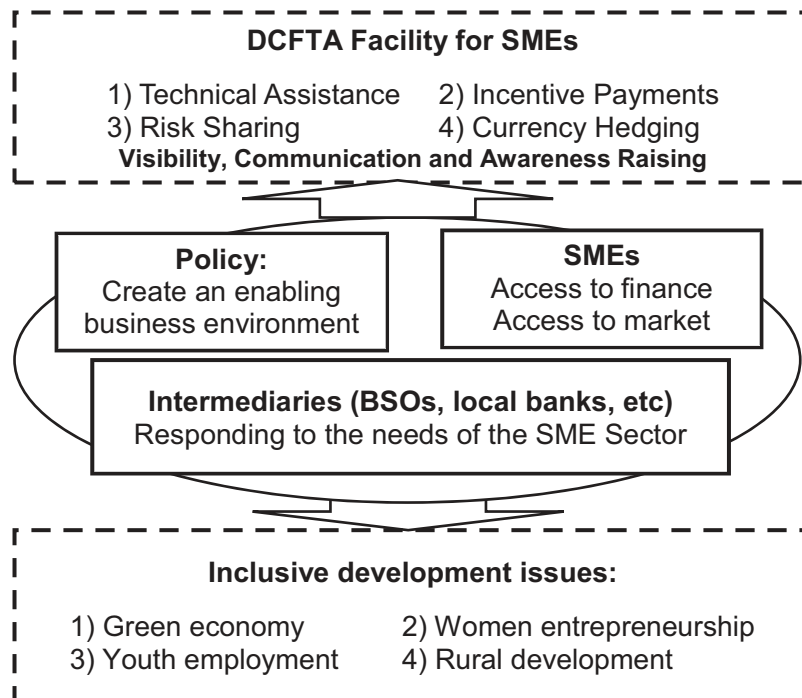 DCFTA Facility for SMEs
1) Technical Assistance 2) Incentive Payments
3) Risk Sharing 4) Currency Hedging
Visibility, Communication and Awareness Raising
Policy:
Create an enabling
business environment
SMEs
Access to finance
Access to market
Intermediaries (BSOs, local banks, etc)
Responding to the needs of the SME Sector
Inclusive development issues:
1) Green economy 2) Women entrepreneurship
3) Youth employment 4) Rural development